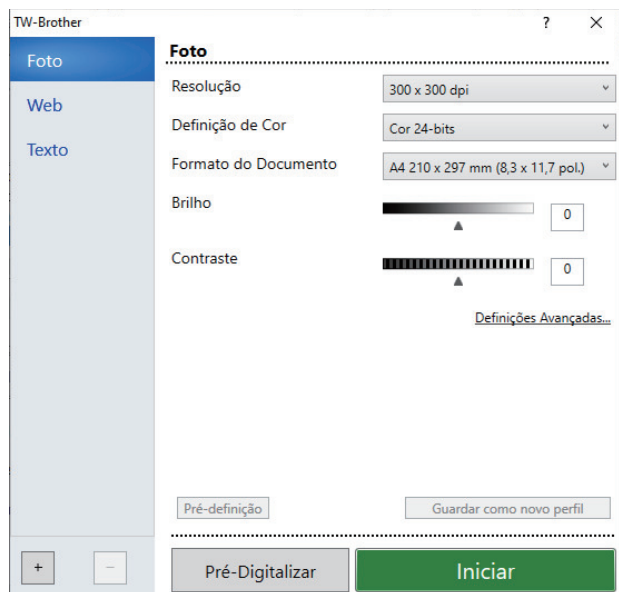 TW-Brother ? ×
Foto
Web
Texto
Foto
Resolução 300 x 300 dpi
Definição de Cor Cor 24-bits
Formato do Documento A4 210 x 297 mm (8,3 x 11,7 pol.)
Brilho 0
Contraste 0
Definições Avançadas...
Pré-definição Guardar como novo perfil
+ − Pré-Digitalizar Iniciar